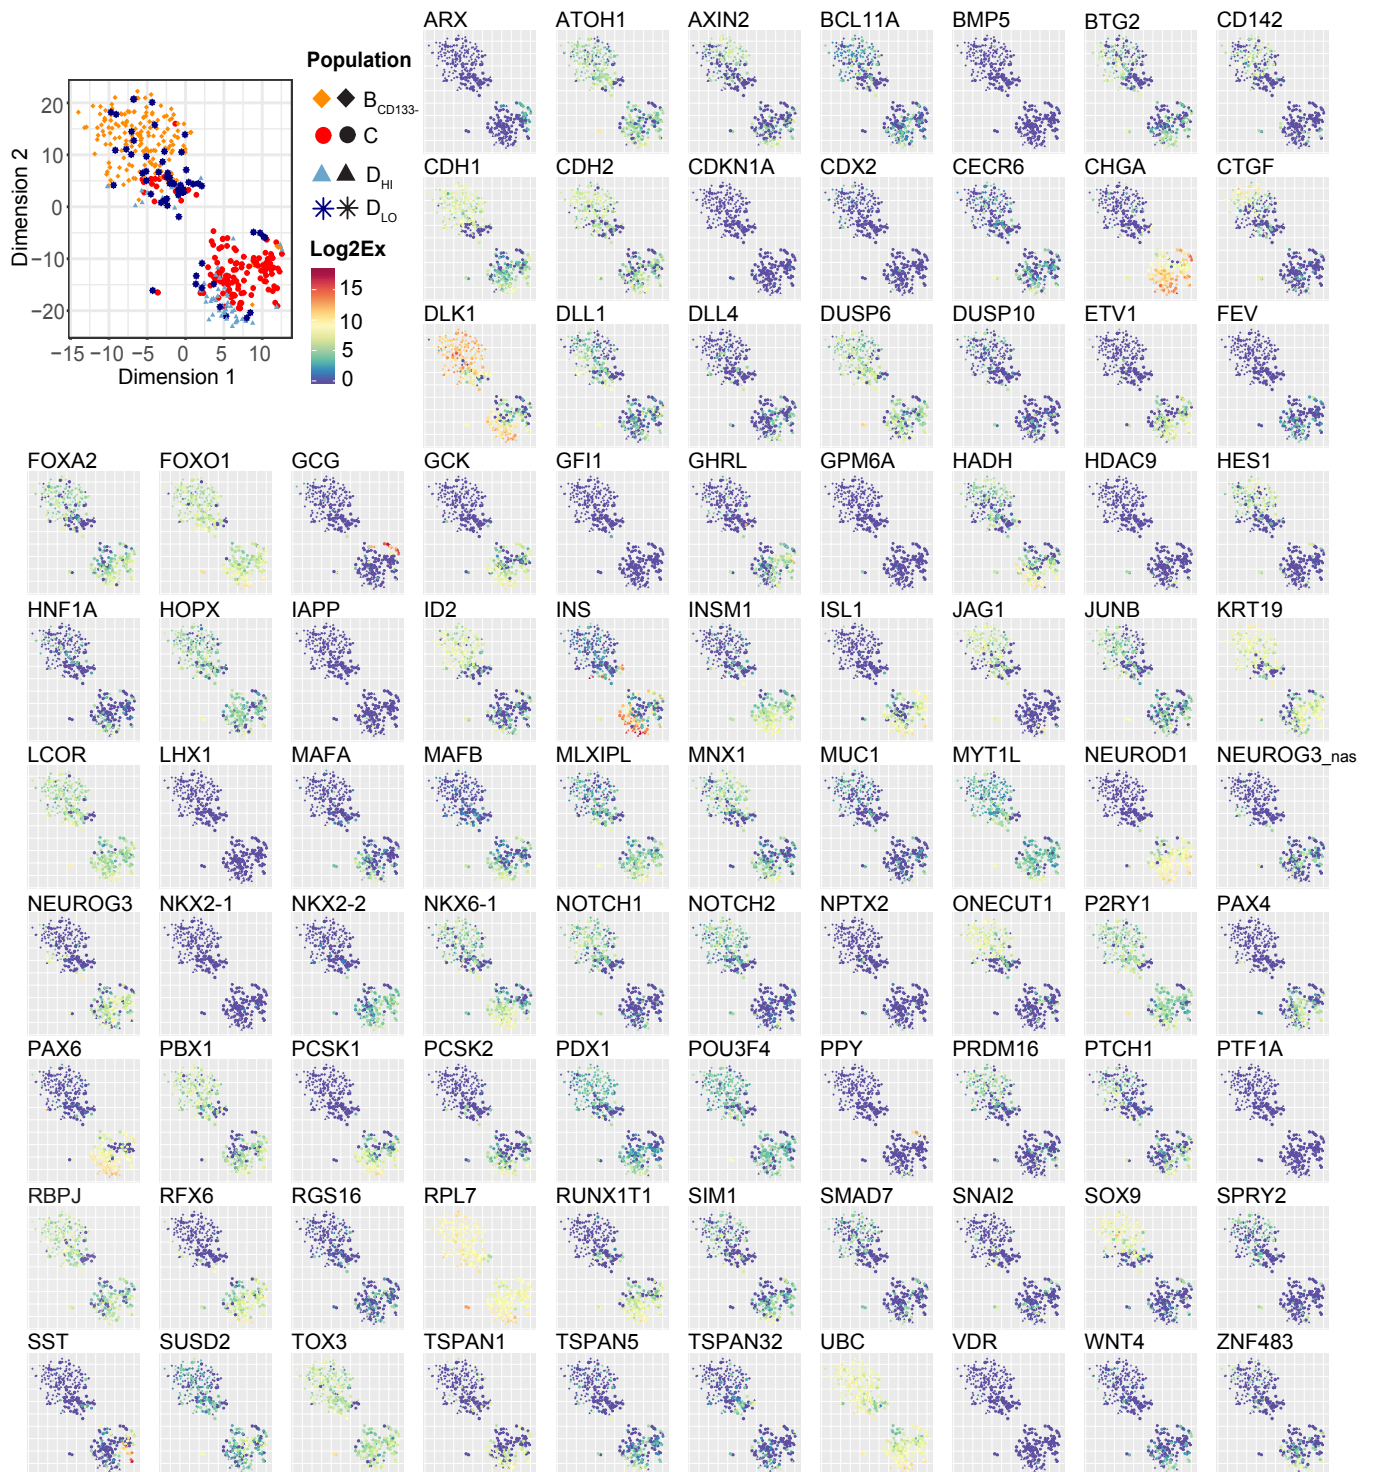 ARX ATOH1 AXIN2 BCL11A BMP5 BTG2 CD142
Population
B CD133-
C
D HI
D LO
Log2Ex
15
10
5
0
20
10
0
−10
−20
Dimension 2
−15 −10 −5 0 5 10
Dimension 1
CDH1 CDH2 CDKN1A CDX2 CECR6 CHGA CTGF
DLK1 DLL1 DLL4 DUSP6 DUSP10 ETV1 FEV
FOXA2 FOXO1 GCG GCK GFI1 GHRL GPM6A HADH HDAC9 HES1
HNF1A HOPX IAPP ID2 INS INSM1 ISL1 JAG1 JUNB KRT19
LCOR LHX1 MAFA MAFB MLXIPL MNX1 MUC1 MYT1L NEUROD1 NEUROG3_nas
NEUROG3 NKX2-1 NKX2-2 NKX6-1 NOTCH1 NOTCH2 NPTX2 ONECUT1 P2RY1 PAX4
PAX6 PBX1 PCSK1 PCSK2 PDX1 POU3F4 PPY PRDM16 PTCH1 PTF1A
RBPJ RFX6 RGS16 RPL7 RUNX1T1 SIM1 SMAD7 SNAI2 SOX9 SPRY2
SST SUSD2 TOX3 TSPAN1 TSPAN5 TSPAN32 UBC VDR WNT4 ZNF483